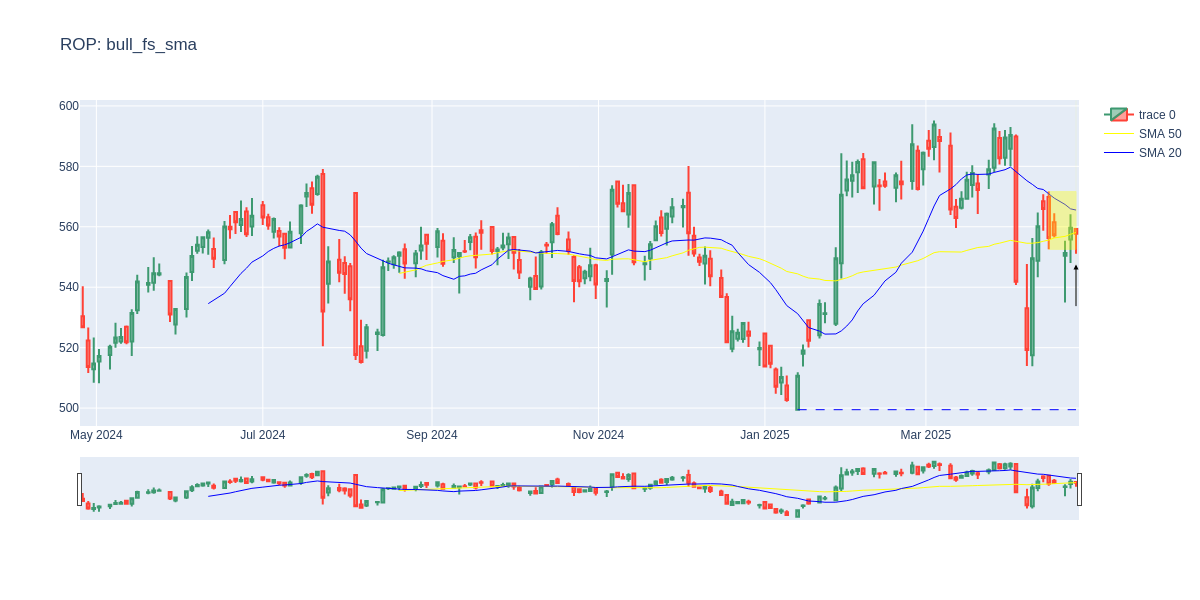 ROP: bull_fs_sma
600
580
560
540
520
500
May 2024
Jul 2024
Sep 2024
Nov 2024
Jan 2025
Mar 2025
trace 0
SMA 50
SMA 20